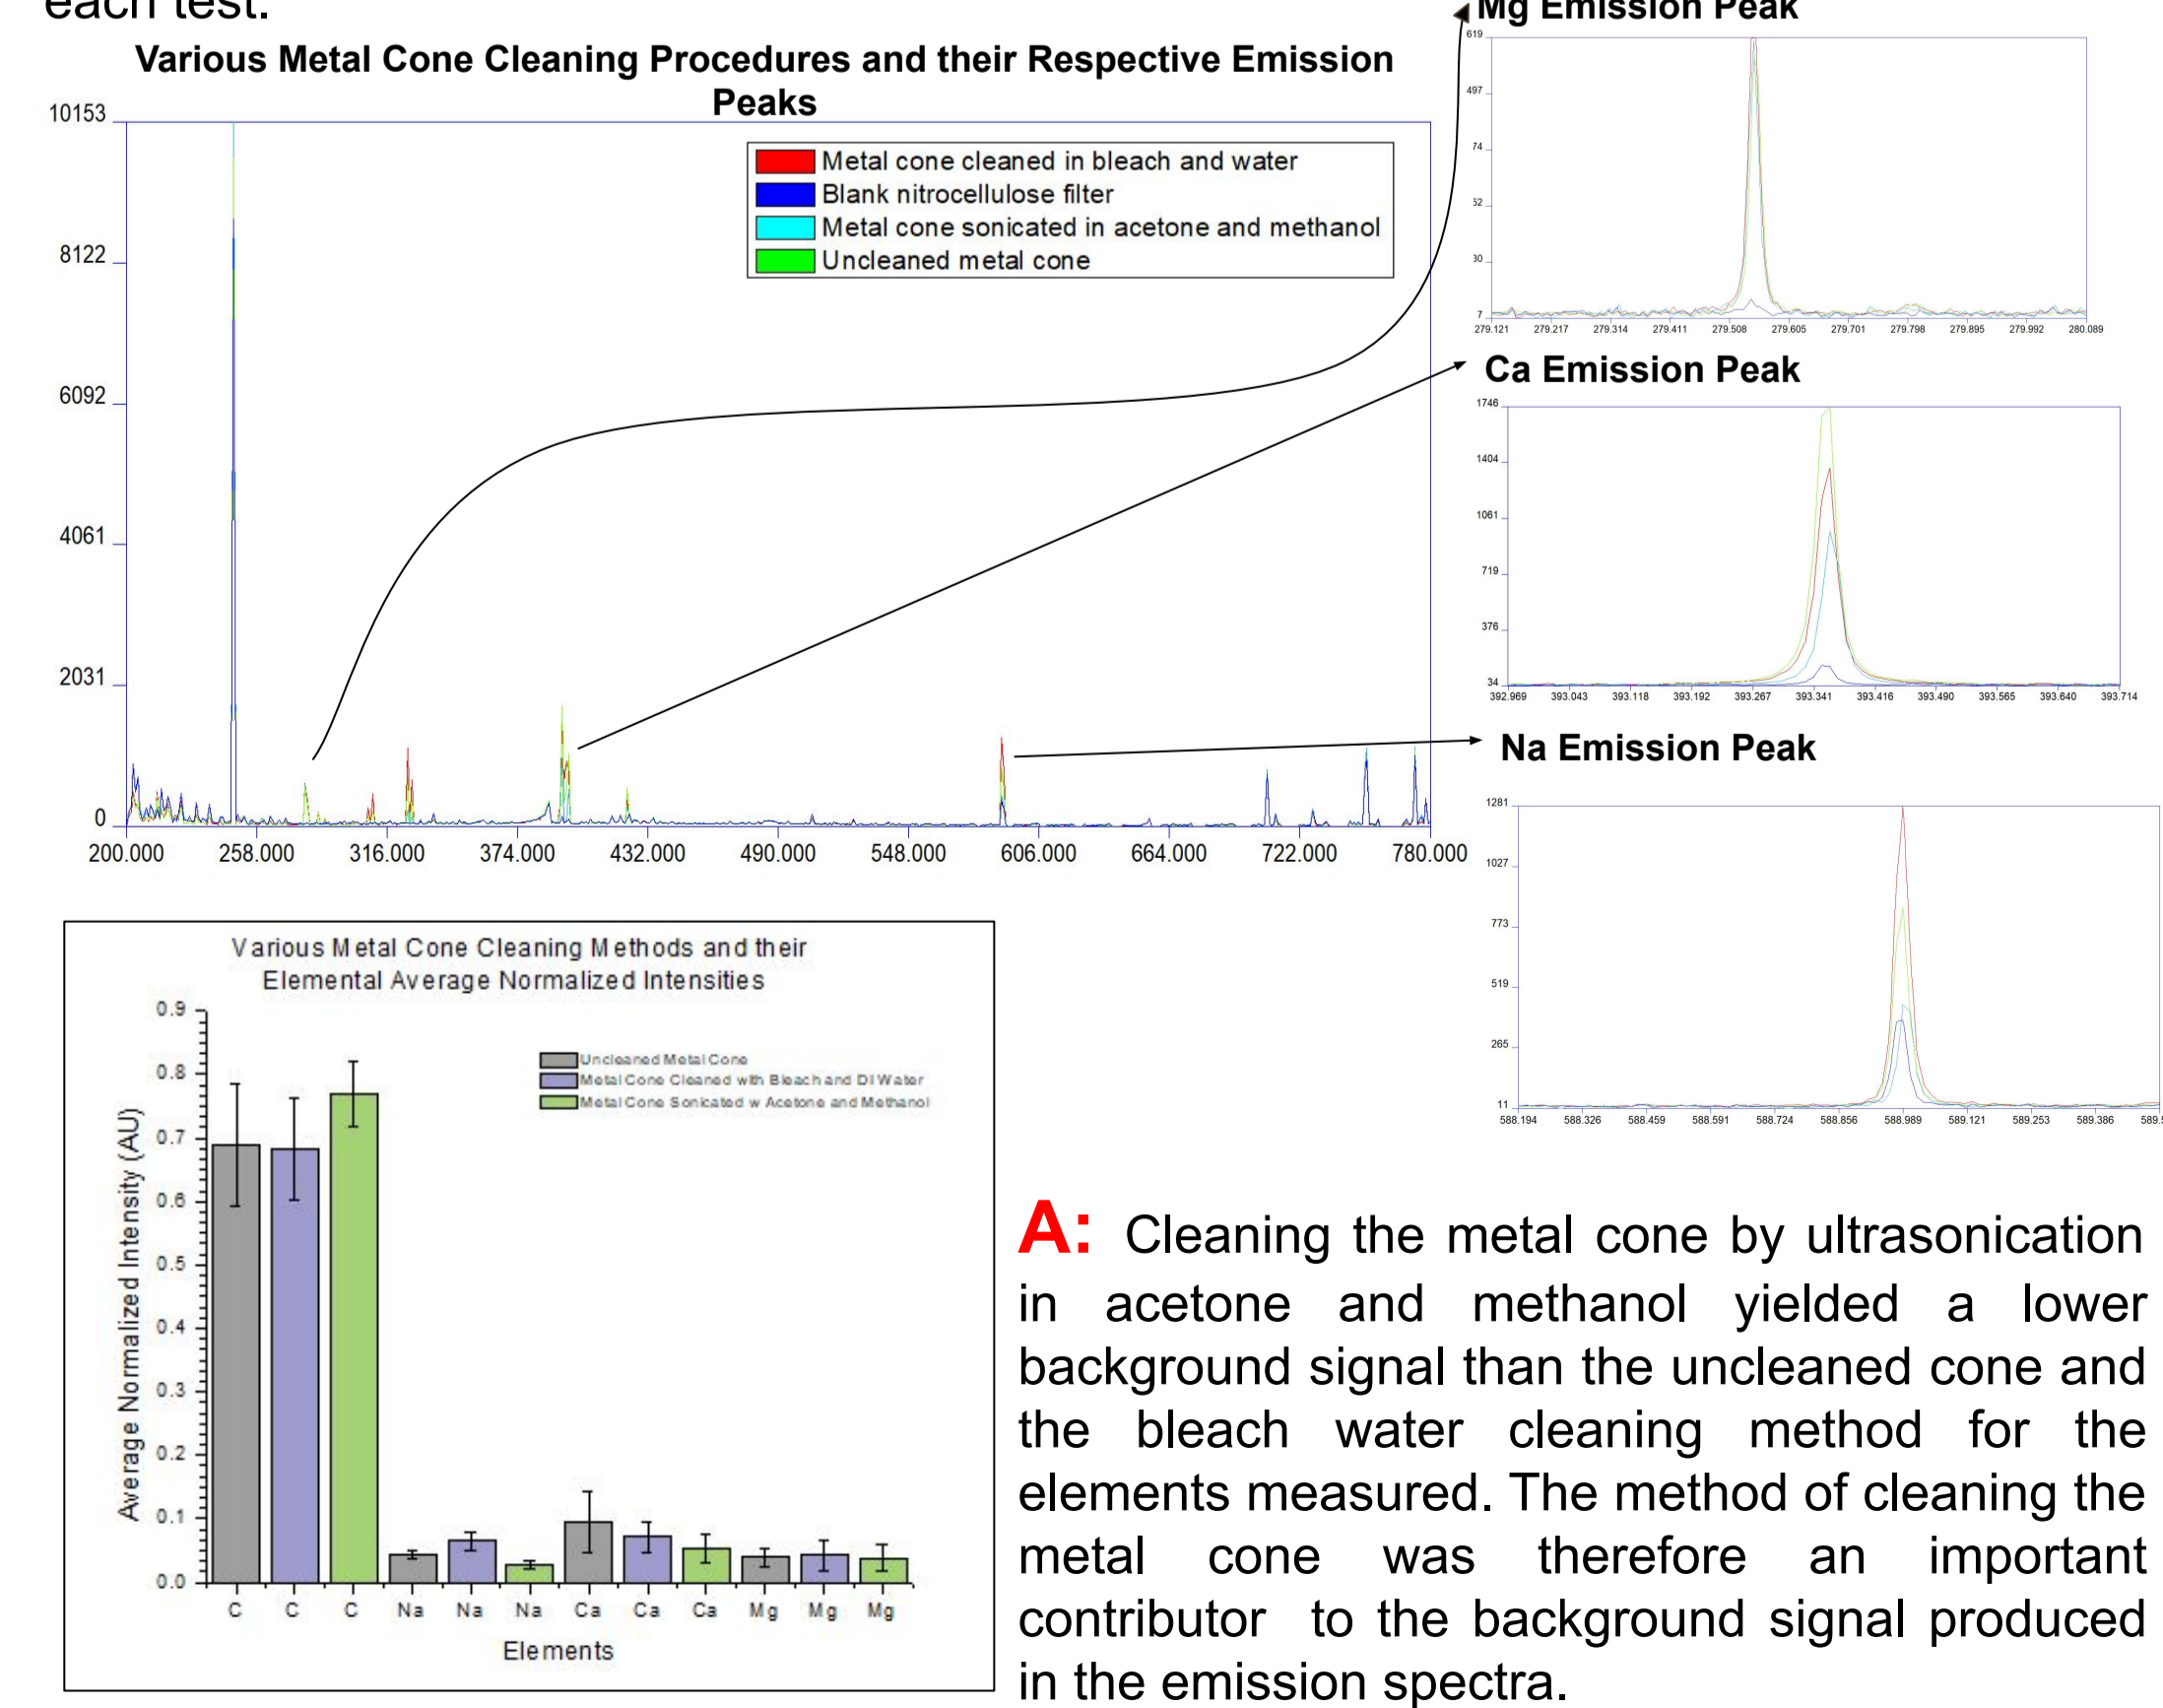 each test.
Various Metal Cone Cleaning Procedures and their Respective Emission
Peaks
10153
8122
6092
4061
2031
0
200.000 258.000 316.000 374.000 432.000 490.000 548.000 606.000 664.000 722.000 780.000
Metal cone cleaned in bleach and water
Blank nitrocellulose filter
Metal cone sonicated in acetone and methanol
Uncleaned metal cone
Mg Emission Peak
619
497
74
52
30
7
279.121 279.217 279.314 279.411 279.508 279.605 279.701 279.798 279.895 279.992 280.089
Ca Emission Peak
1746
1404
1061
719
376
34
392.969 393.043 393.118 393.192 393.267 393.341 393.416 393.490 393.565 393.640 393.714
Na Emission Peak
1281
1027
773
519
265
11
588.194 588.326 588.459 588.591 588.724 588.856 588.989 589.121 589.253 589.386
Various Metal Cone Cleaning Methods and their
Elemental Average Normalized Intensities
Uncleaned Metal Cone
Metal Cone Cleaned with Bleach and DI Water
Metal Cone Sonicated w Acetone and Methanol
Average Normalized Intensity (AU)
0.9
0.8
0.7
0.6
0.5
0.4
0.3
0.2
0.1
0.0
C C C Na Na Na Ca Ca Ca Mg Mg Mg
Elements
A: Cleaning the metal cone by ultrasonication
in acetone and methanol yielded a lower
background signal than the uncleaned cone and
the bleach water cleaning method for the
elements measured. The method of cleaning the
metal cone was therefore an important
contributor to the background signal produced
in the emission spectra.